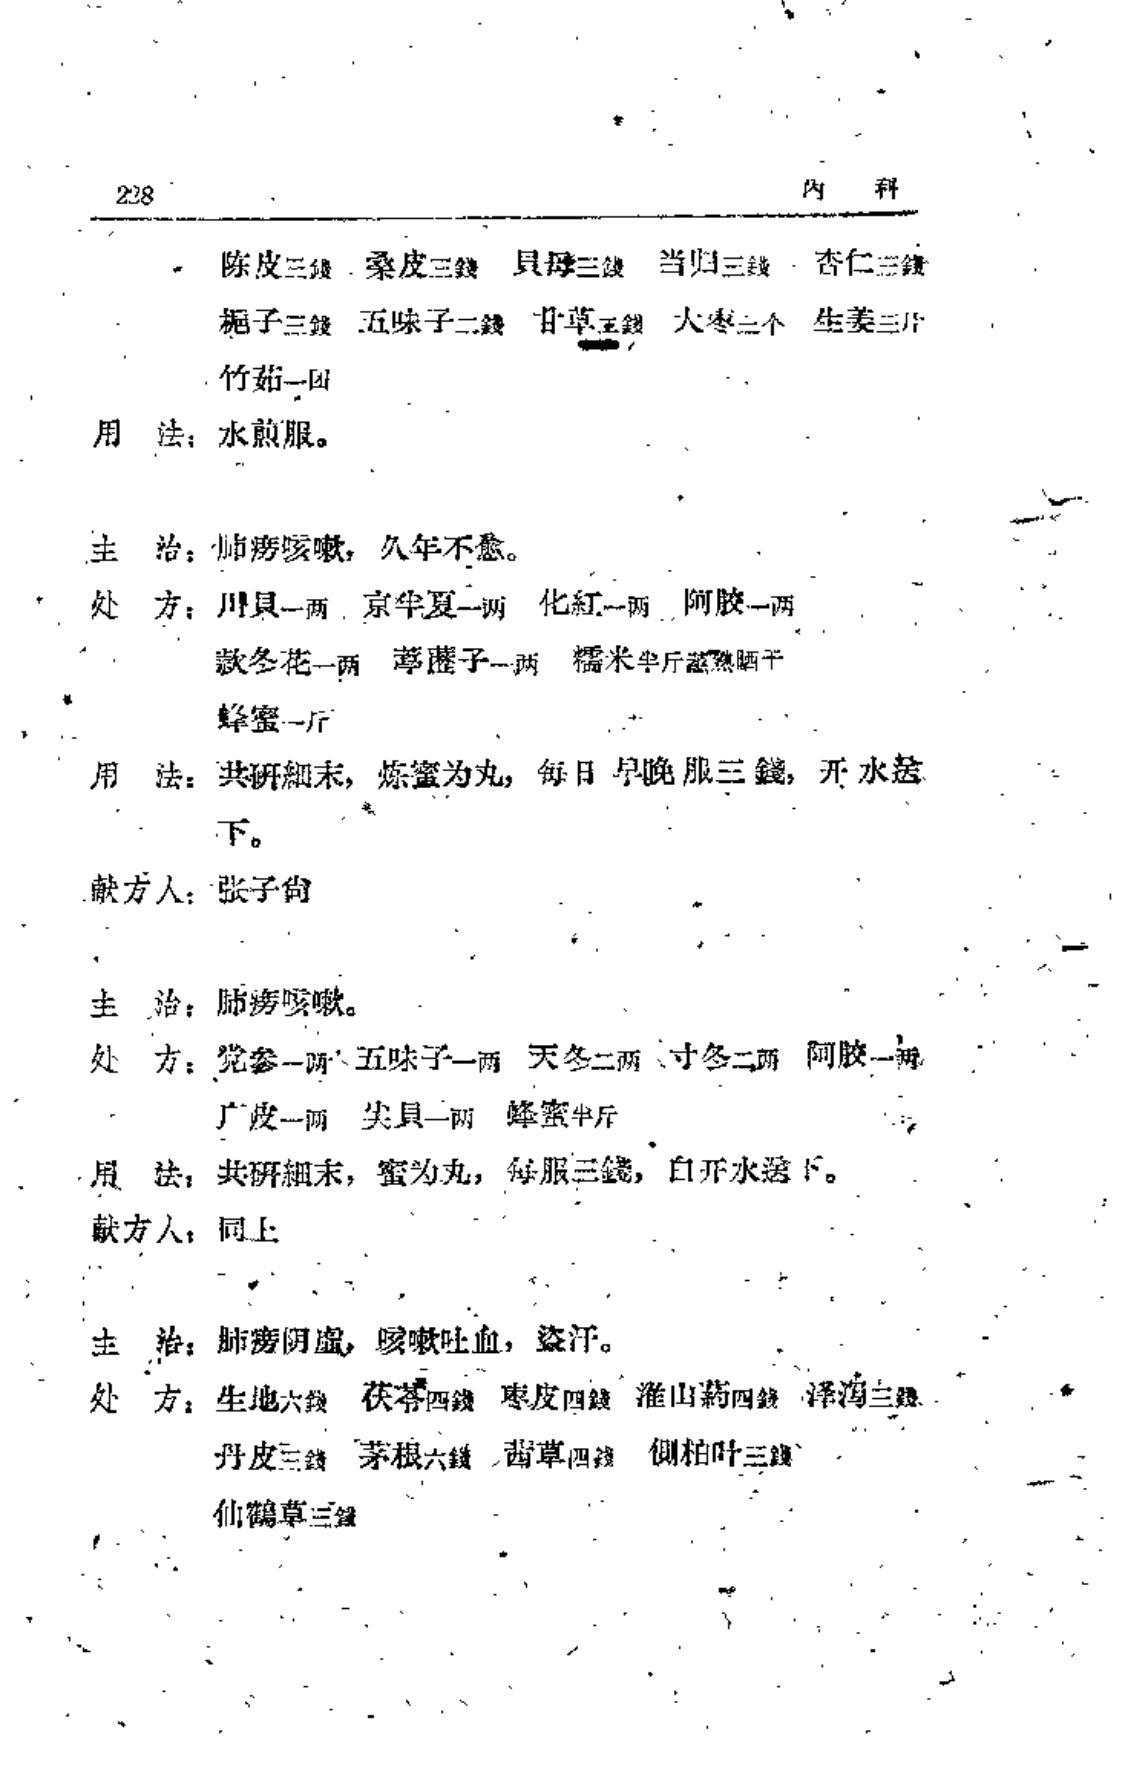 228 内 科
陈皮三錢 桑皮三錢 貝母三錢 当归三錢 杏仁三錢
梔子三錢 五味子二錢 甘草五錢 大枣三个 生姜三片
竹茹一团
用 法：水煎服。
主 治：肺痨咳嗽，久年不愈。
处 方：川貝一两 京半夏一两 化紅一两 阿胶一两
款冬花一两 葶藶子一两 糯米半斤蒸熟晒干
蜂蜜一斤
用 法：共研細末，炼蜜为丸，每日早晚服三錢，开水送
下。
献方人：张子尙
主 治：肺痨咳嗽。
处 方：党参一两 五味子一两 天冬二两 寸冬二两 阿胶一两
广皮一两 尖貝一两 蜂蜜半斤
用 法：共研細末，蜜为丸，每服三錢，白开水送下。
献方人：同上
主 治：肺痨阴虛，咳嗽吐血，盜汗。
处 方：生地六錢 茯苓四錢 枣皮四錢 淮山葯四錢 泽泻三錢
丹皮三錢 茅根六錢 茜草四錢 側柏叶三錢
仙鶴草三錢